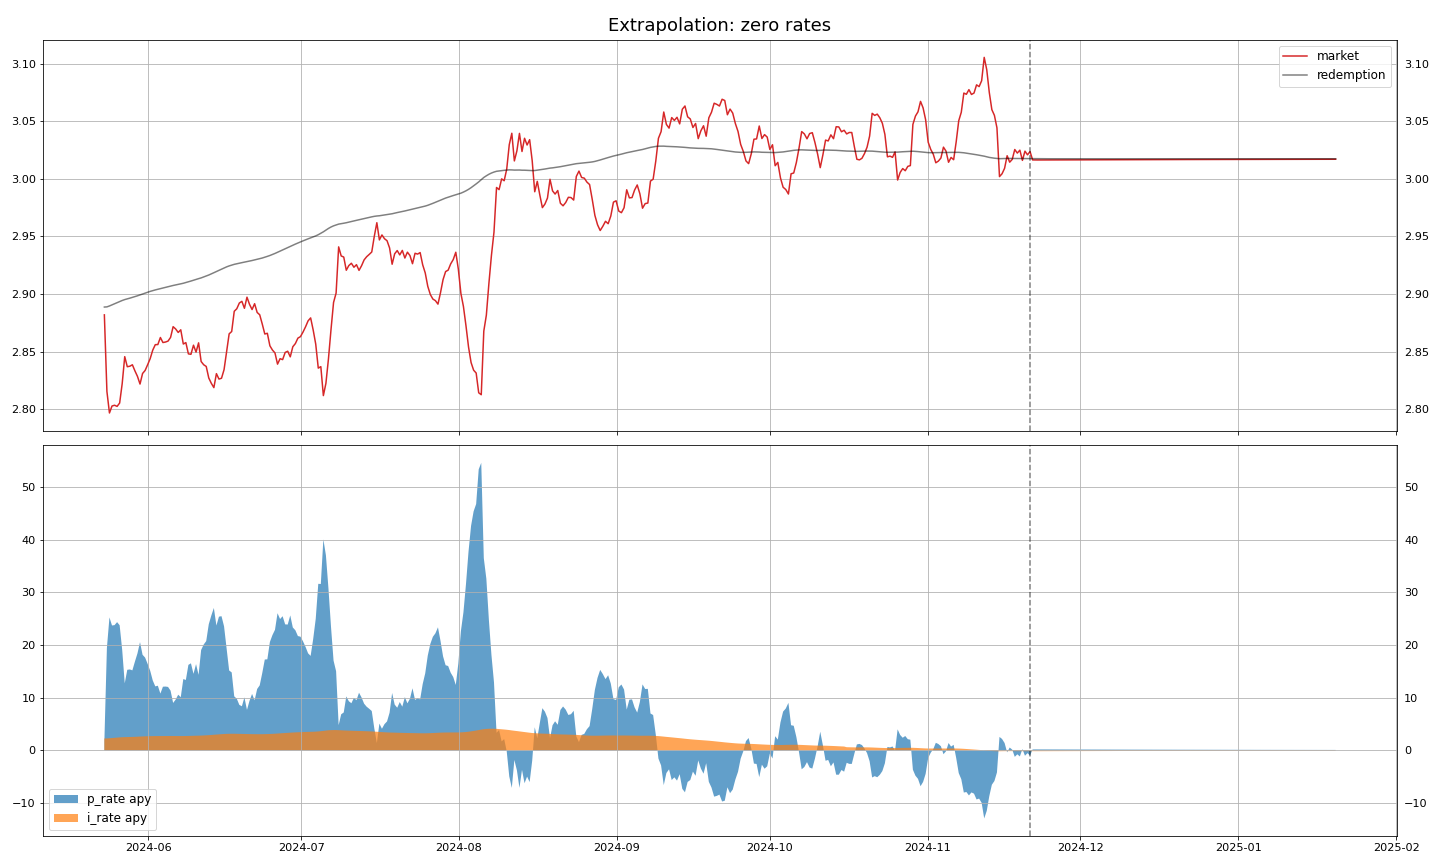 Extrapolation: zero rates
market
redemption
3.10 3.10
3.05 3.05
3.00 3.00
2.95 2.95
2.90 2.90
2.85 2.85
2.80 2.80
50 50
40 40
30 30
20 20
10 10
0 0
−10 −10
p_rate apy
i_rate apy
2024-06 2024-07 2024-08 2024-09 2024-10 2024-11 2024-12 2025-01 2025-02